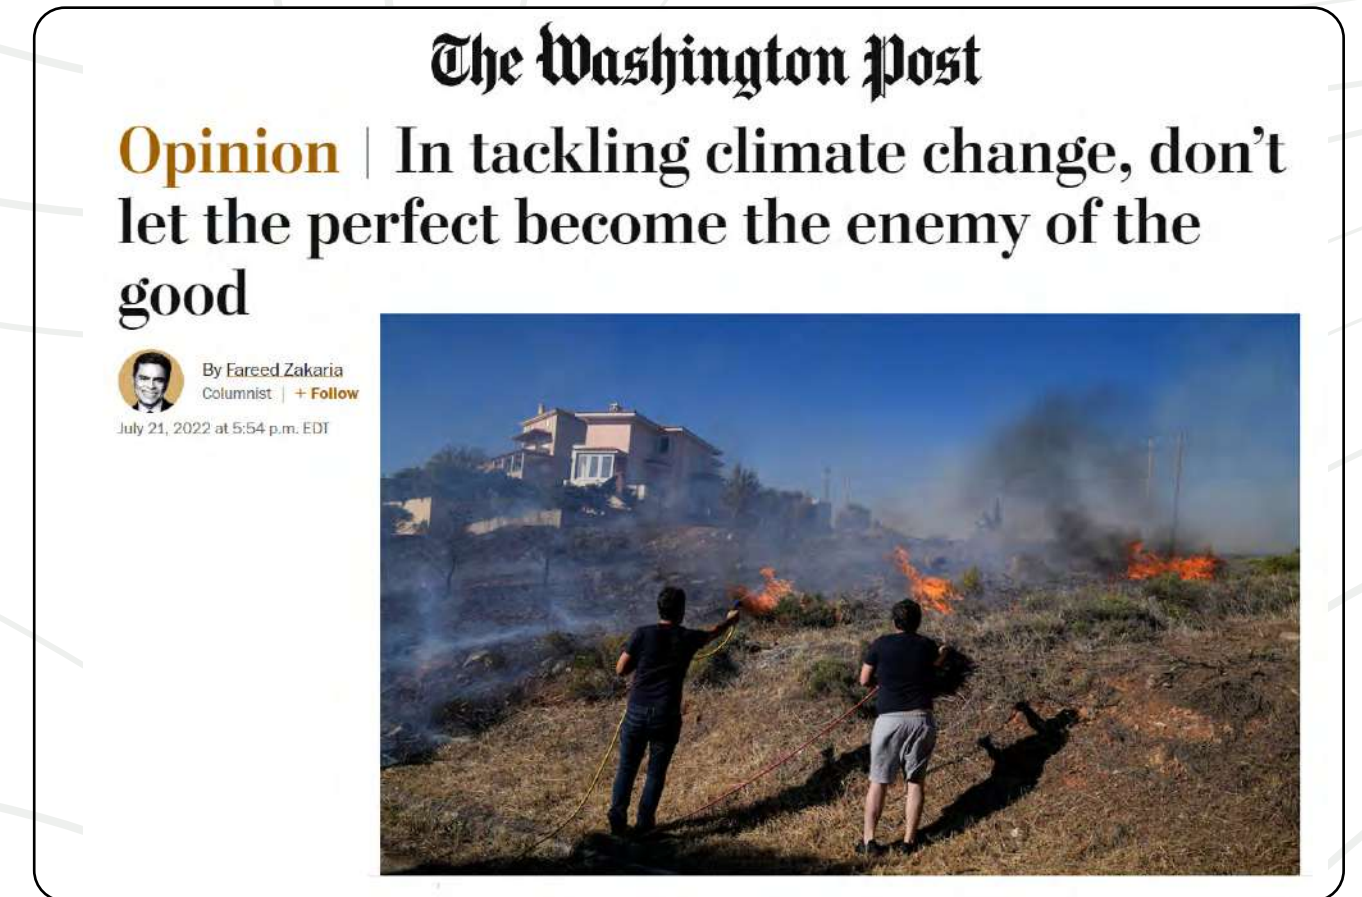 The Washington Post
Opinion | In tackling climate change, don’t
let the perfect become the enemy of the
good
By Fareed Zakaria
Columnist | + Follow
July 21, 2022 at 5:54 p.m. EDT